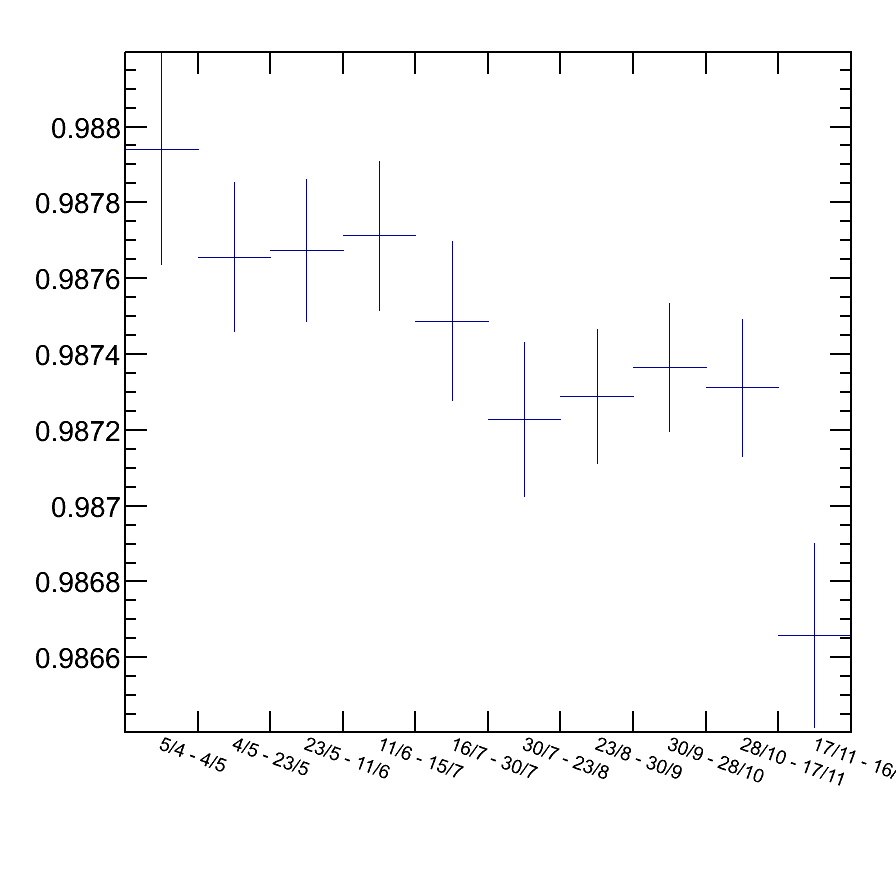 0.988
0.9878
0.9876
0.9874
0.9872
0.987
0.9868
0.9866
5/4 - 4/5
4/5 - 23/5
23/5 - 11/6
11/6 - 15/7
16/7 - 30/7
30/7 - 23/8
23/8 - 30/9
30/9 - 28/10
28/10 - 17/11
17/11 - 16/